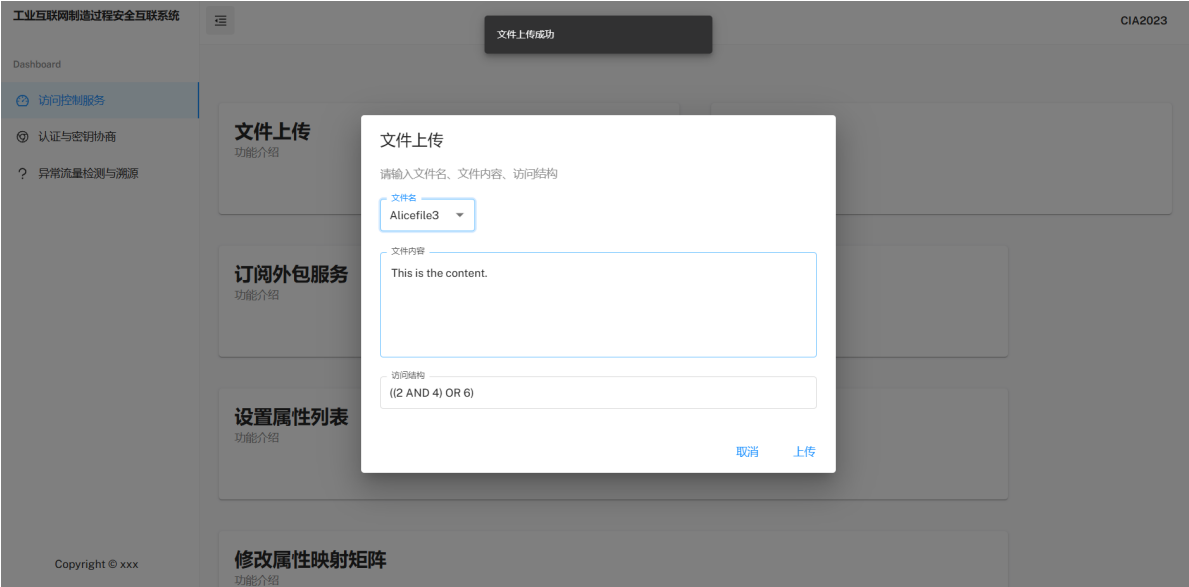 工业互联网制造过程安全互联系统
CIA2023
文件上传成功
Dashboard
访问控制服务
认证与密钥协商
异常流量检测与溯源
文件上传
功能介绍
订阅外包服务
功能介绍
设置属性列表
功能介绍
修改属性映射矩阵
功能介绍
文件上传
请输入文件名、文件内容、访问结构
文件名
Alicefile3
文件内容
This is the content.
访问结构
((2 AND 4) OR 6)
取消
上传
Copyright © xxx